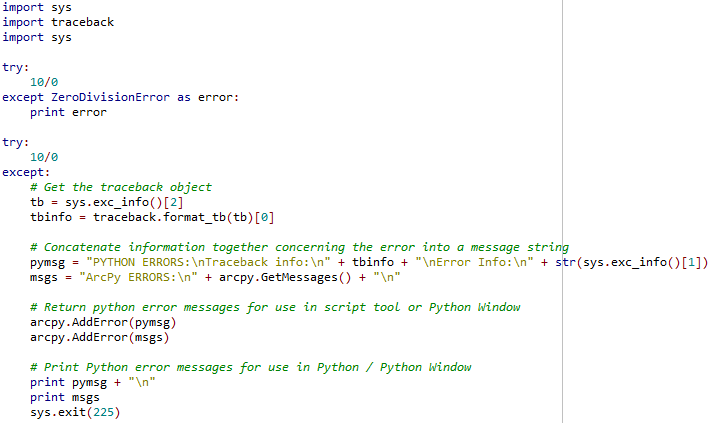 import sys
import traceback
import sys

try:
    10/0
except ZeroDivisionError as error:
    print error

try:
    10/0
except:
    # Get the traceback object
    tb = sys.exc_info()[2]
    tbinfo = traceback.format_tb(tb)[0]

    # Concatenate information together concerning the error into a message string
    pymsg = "PYTHON ERRORS:\nTraceback info:\n" + tbinfo + "\nError Info:\n" + str(sys.exc_info()[1])
    msgs = "ArcPy ERRORS:\n" + arcpy.GetMessages() + "\n"

    # Return python error messages for use in script tool or Python Window
    arcpy.AddError(pymsg)
    arcpy.AddError(msgs)

    # Print Python error messages for use in Python / Python Window
    print pymsg + "\n"
    print msgs
    sys.exit(225)